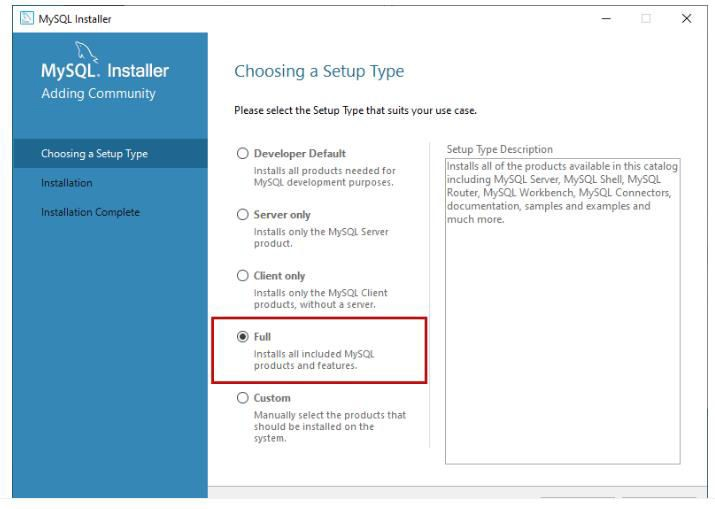 MySQL Installer
MySQL. Installer
Adding Community
Choosing a Setup Type
Installation
Installation Complete
Choosing a Setup Type
Please select the Setup Type that suits your use case.
Developer Default
Installs all products needed for
MySQL development purposes.
Server only
Installs only the MySQL Server
product.
Client only
Installs only the MySQL Client
products, without a server.
Full
Installs all included MySQL
products and features.
Custom
Manually select the products that
should be installed on the
system.
Setup Type Description
Installs all of the products available in this catalog
including MySQL Server, MySQL Shell, MySQL
Router, MySQL Workbench, MySQL Connectors,
documentation, samples and examples and
much more.